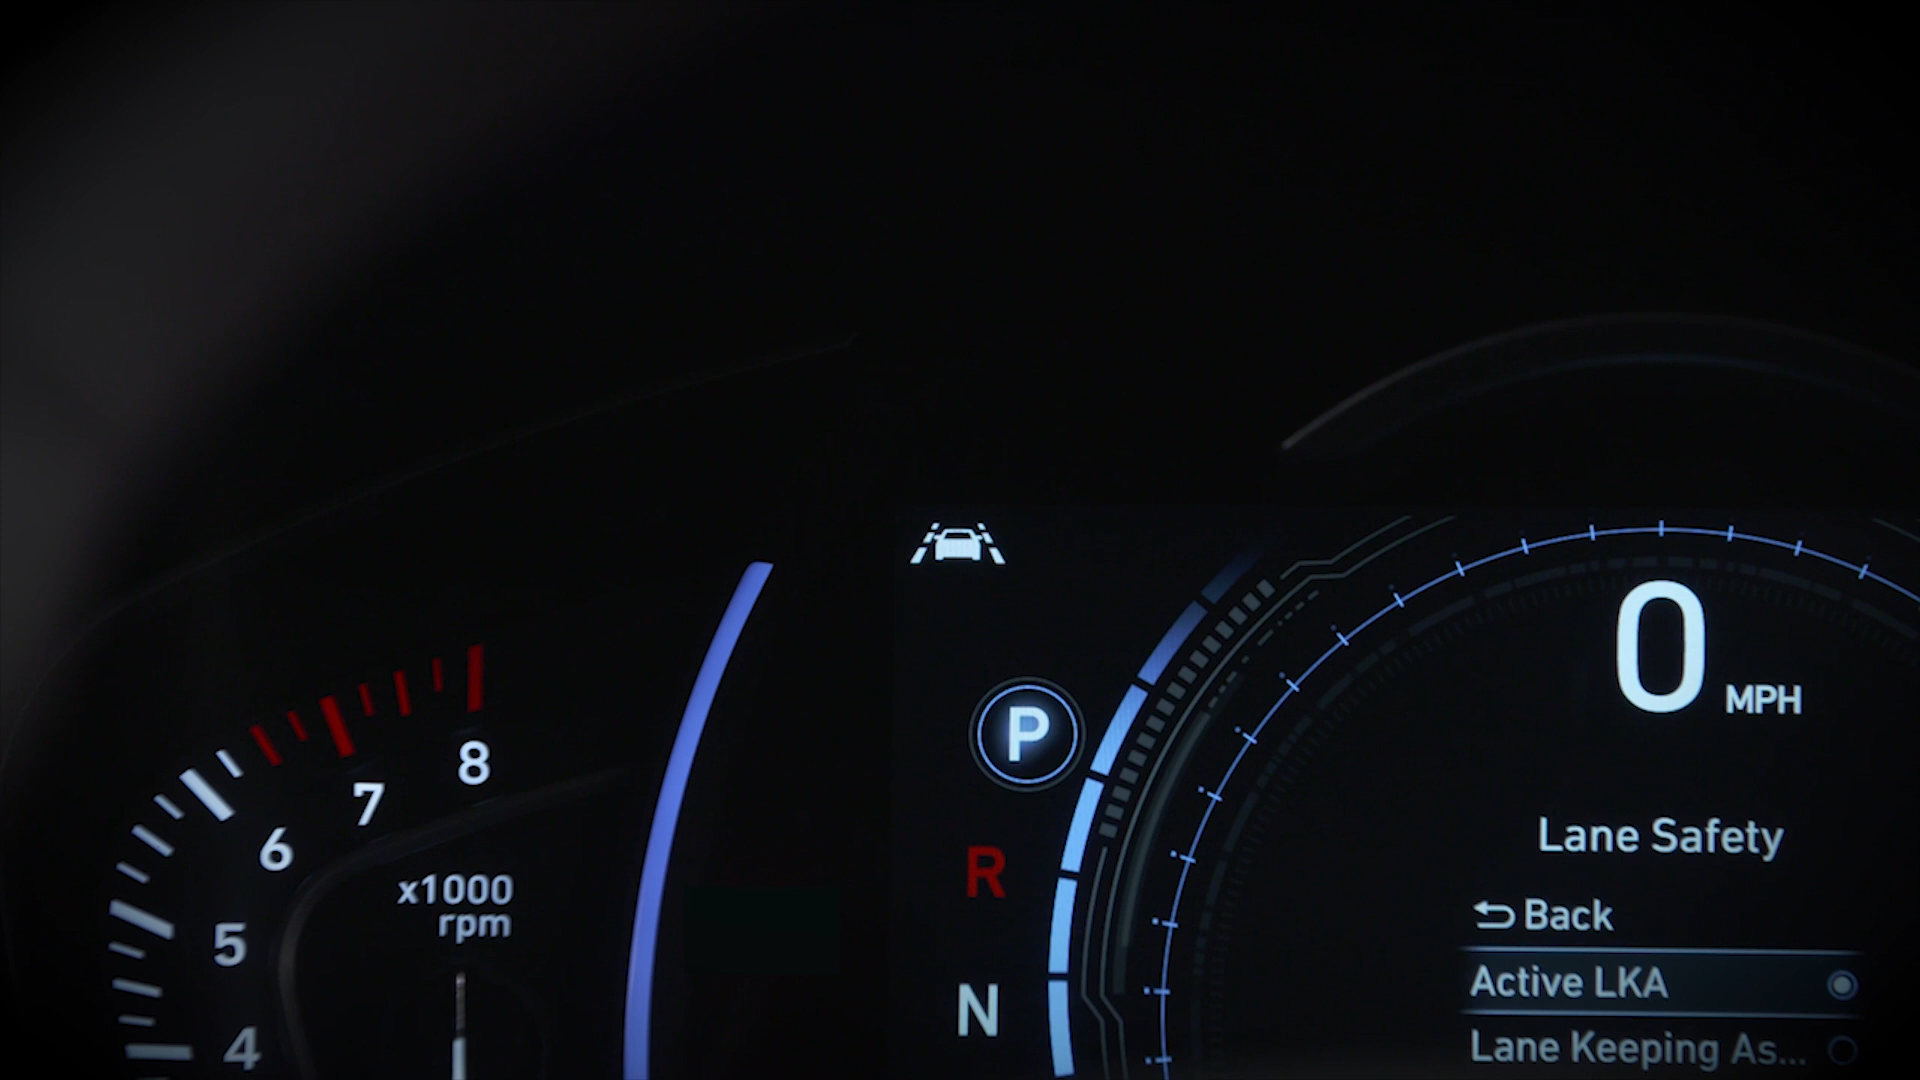 8
7
6
5
4
x1000
rpm
P
R
N
0 MPH
Lane Safety
Back
Active LKA
Lane Keeping As...